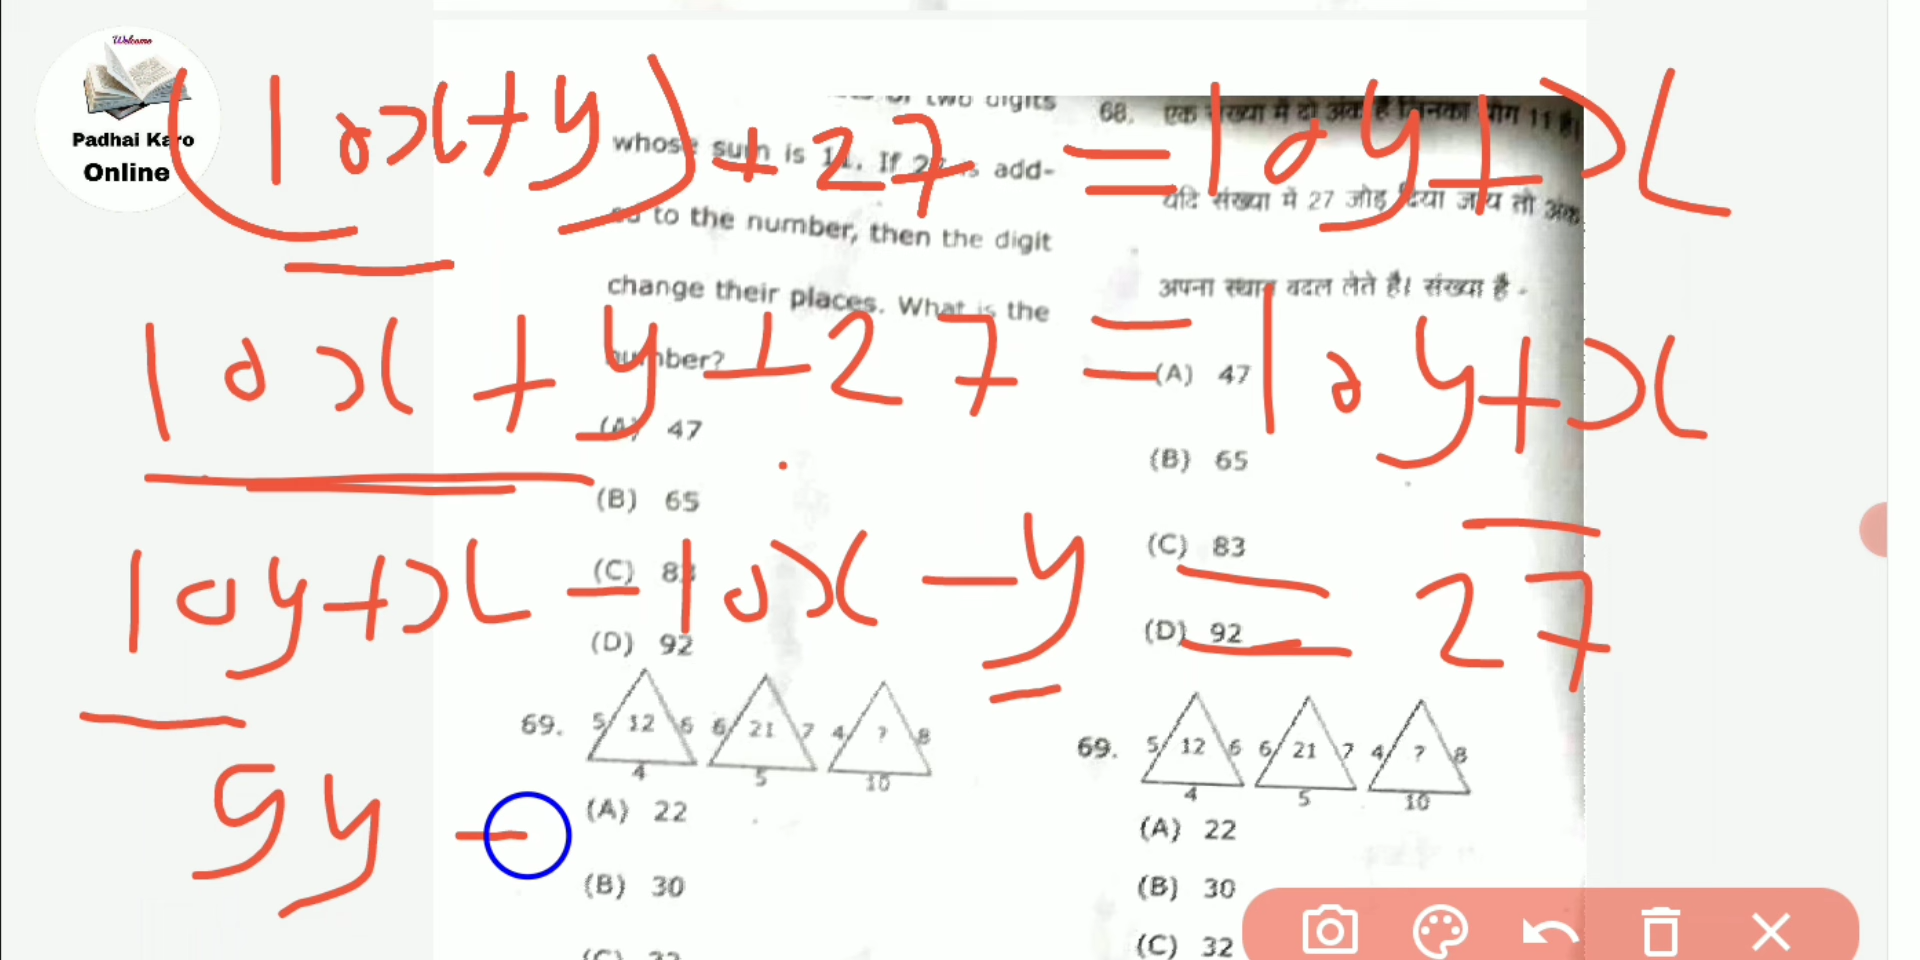 Welcome
Padhai Karo
Online
(10x+y)+27=10y+x
10x+y+27=10y+x
10y+x-10x-y=27
9y-
two digits
whose sum is 11. If 27 is add-
ed to the number, then the digit
change their places. What is the
number?
(A) 47
(B) 65
(C) 83
(D) 92
69. 5 12 6 6 21 7 4 ? 8
4 5 10
(A) 22
(B) 30
68. एक संख्या में दो अंक है जिनका योग 11 है।
यदि संख्या में 27 जोड़ दिया जाय तो अंक
अपना स्थान बदल लेते है। संख्या है -
(A) 47
(B) 65
(C) 83
(D) 92
69. 5 12 6 6 21 7 4 ? 8
4 5 10
(A) 22
(B) 30
(C) 32